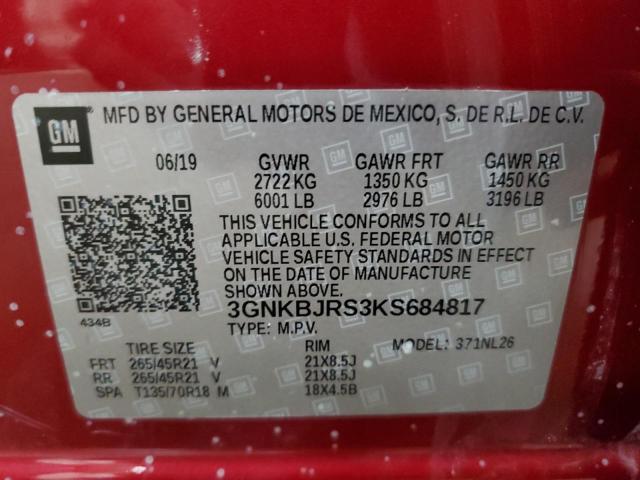 GM MFD BY GENERAL MOTORS DE MEXICO, S. DE R.L. DE C.V.
06/19 GVWR GAWR FRT GAWR RR
2722 KG 1350 KG 1450 KG
6001 LB 2976 LB 3196 LB
THIS VEHICLE CONFORMS TO ALL
APPLICABLE U.S. FEDERAL MOTOR
VEHICLE SAFETY STANDARDS IN EFFECT
ON THE DATE OF MANUFACTURE
SHOWN ABOVE.
3GNKBJRS3KS684817
434B
TYPE: M.P.V. MODEL: 371NL26
TIRE SIZE RIM
FRT 265/45R21 V 21X8.5J
RR 265/45R21 V 21X8.5J
SPA T135/70R18 M 18X4.5B